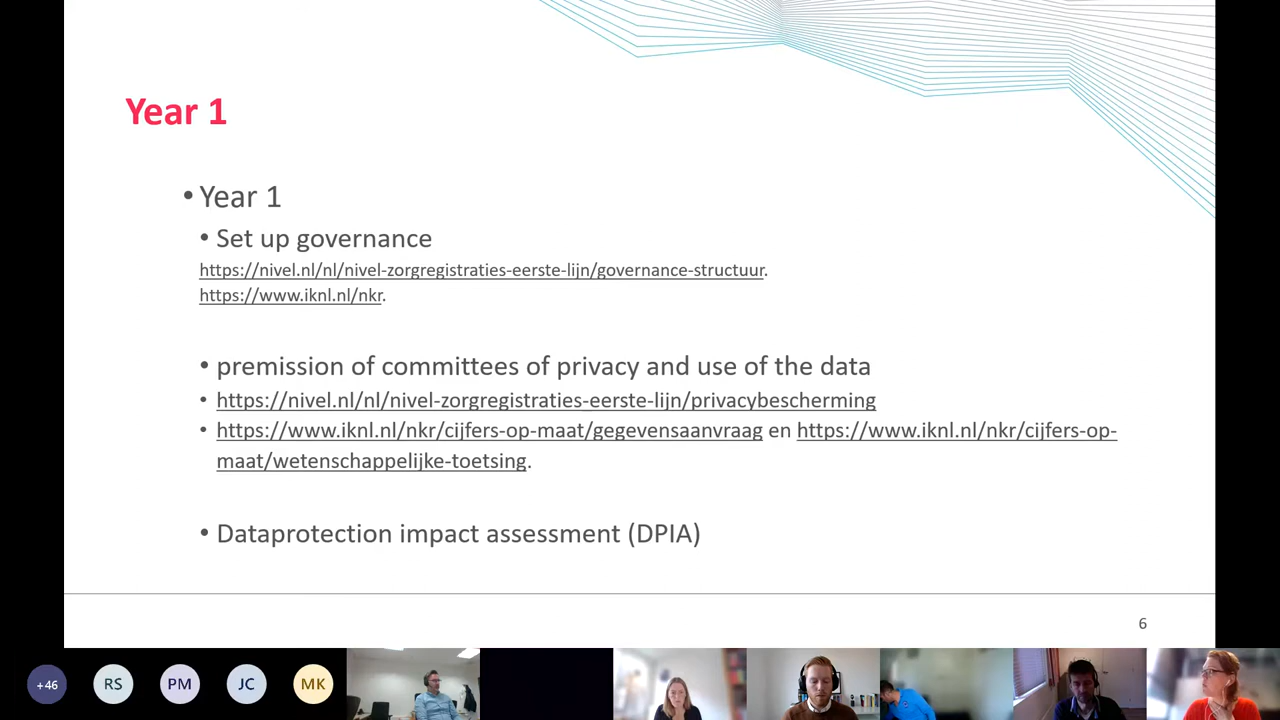 Year 1
• Year 1
• Set up governance
https://nivel.nl/nl/nivel-zorgregistraties-eerste-lijn/governance-structuur.
https://www.iknl.nl/nkr.
• premission of committees of privacy and use of the data
• https://nivel.nl/nl/nivel-zorgregistraties-eerste-lijn/privacybescherming
• https://www.iknl.nl/nkr/cijfers-op-maat/gegevensaanvraag en https://www.iknl.nl/nkr/cijfers-op-
maat/wetenschappelijke-toetsing.
• Dataprotection impact assessment (DPIA)
6
+46 RS PM JC MK